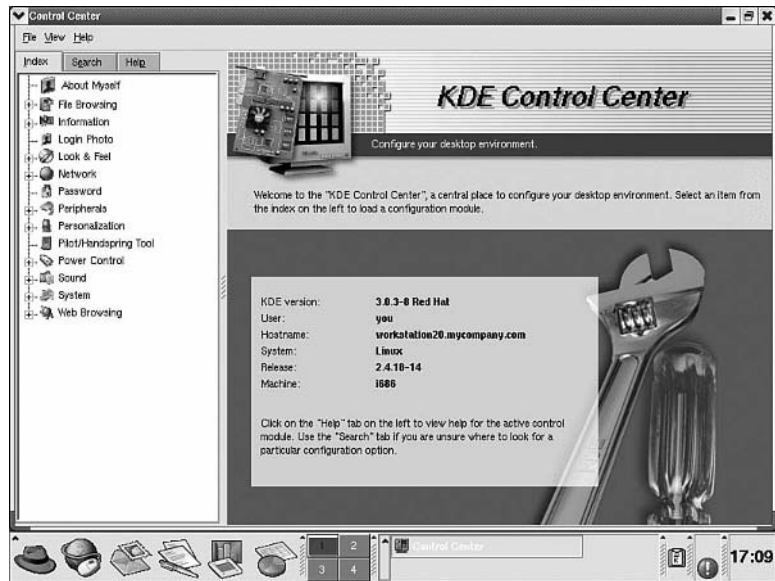 Control Center
File View Help
Index Search Help
KDE Control Center
Configure your desktop environment.
About Myself
File Browsing
Information
Login Photo
Look & Feel
Network
Password
Peripherals
Personalization
Pilot/Handspring Tool
Power Control
Sound
System
Web Browsing
Welcome to the "KDE Control Center", a central place to configure your desktop environment. Select an item from
the index on the left to load a configuration module.
KDE version: 3.0.3-8 Red Hat
User: you
Hostname: workstation20.mycompany.com
System: Linux
Release: 2.4.18-14
Machine: i686
Click on the "Help" tab on the left to view help for the active control
module. Use the "Search" tab if you are unsure where to look for a
particular configuration option.
1 2
3 4
Control Center
17:09